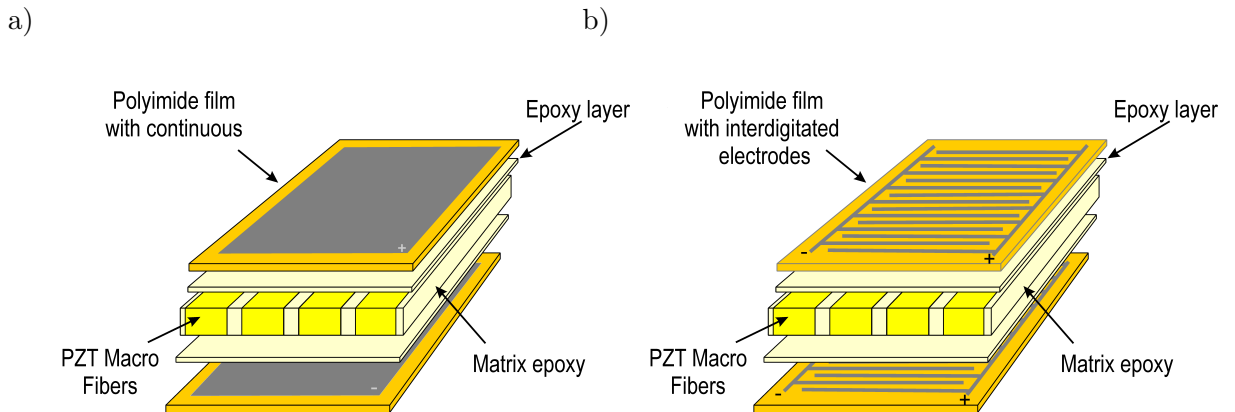 a)
Polyimide film
with continuous
Epoxy layer
+
PZT Macro
Fibers
-
Matrix epoxy
b)
Polyimide film
with interdigitated
electrodes
Epoxy layer
-
+
PZT Macro
Fibers
-
+
Matrix epoxy